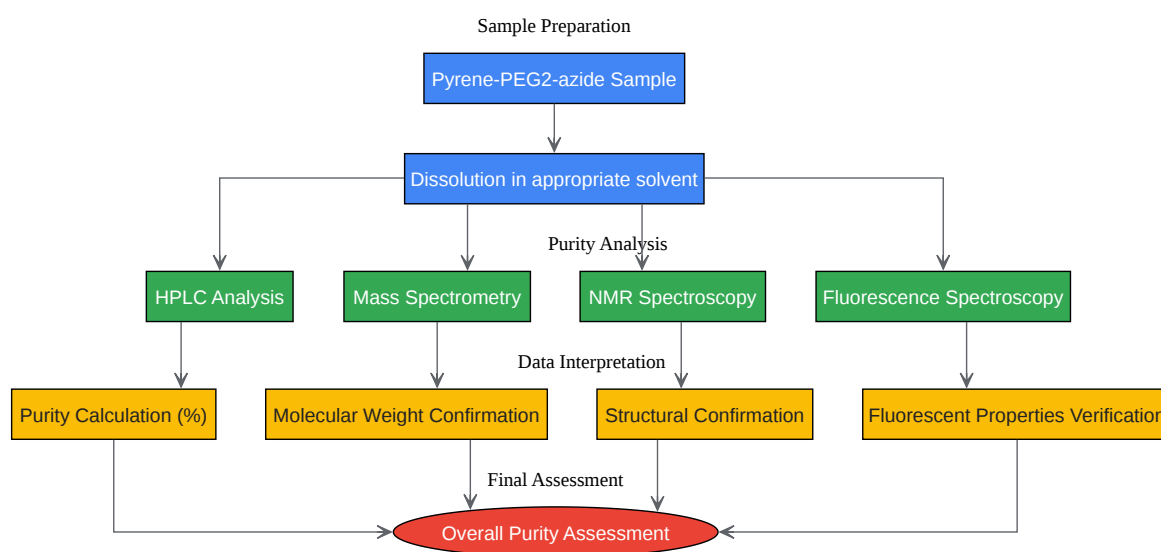 Sample Preparation
Pyrene-PEG2-azide Sample
Dissolution in appropriate solvent
Purity Analysis
HPLC Analysis
Mass Spectrometry
NMR Spectroscopy
Fluorescence Spectroscopy
Data Interpretation
Purity Calculation (%)
Molecular Weight Confirmation
Structural Confirmation
Fluorescent Properties Verification
Final Assessment
Overall Purity Assessment